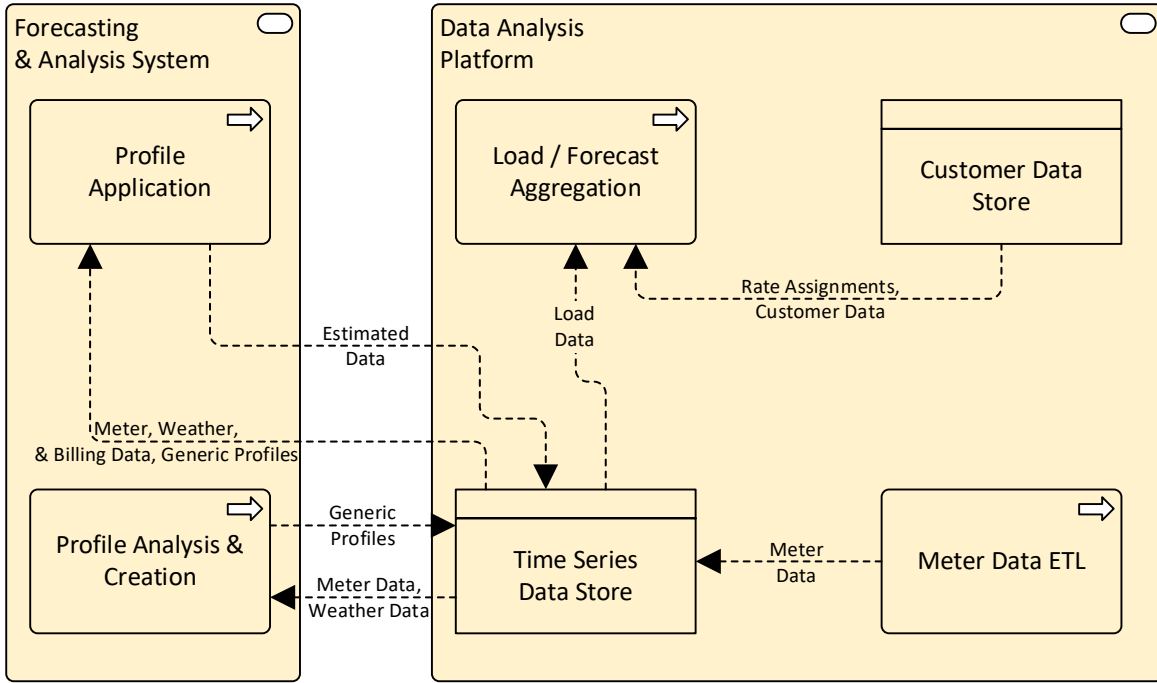 Forecasting
& Analysis System
Data Analysis
Platform
Profile
Application
Load / Forecast
Aggregation
Customer Data
Store
Rate Assignments,
Customer Data
Load
Data
Estimated
Data
Meter, Weather,
& Billing Data, Generic Profiles
Profile Analysis &
Creation
Generic
Profiles
Meter Data,
Weather Data
Time Series
Data Store
Meter
Data
Meter Data ETL